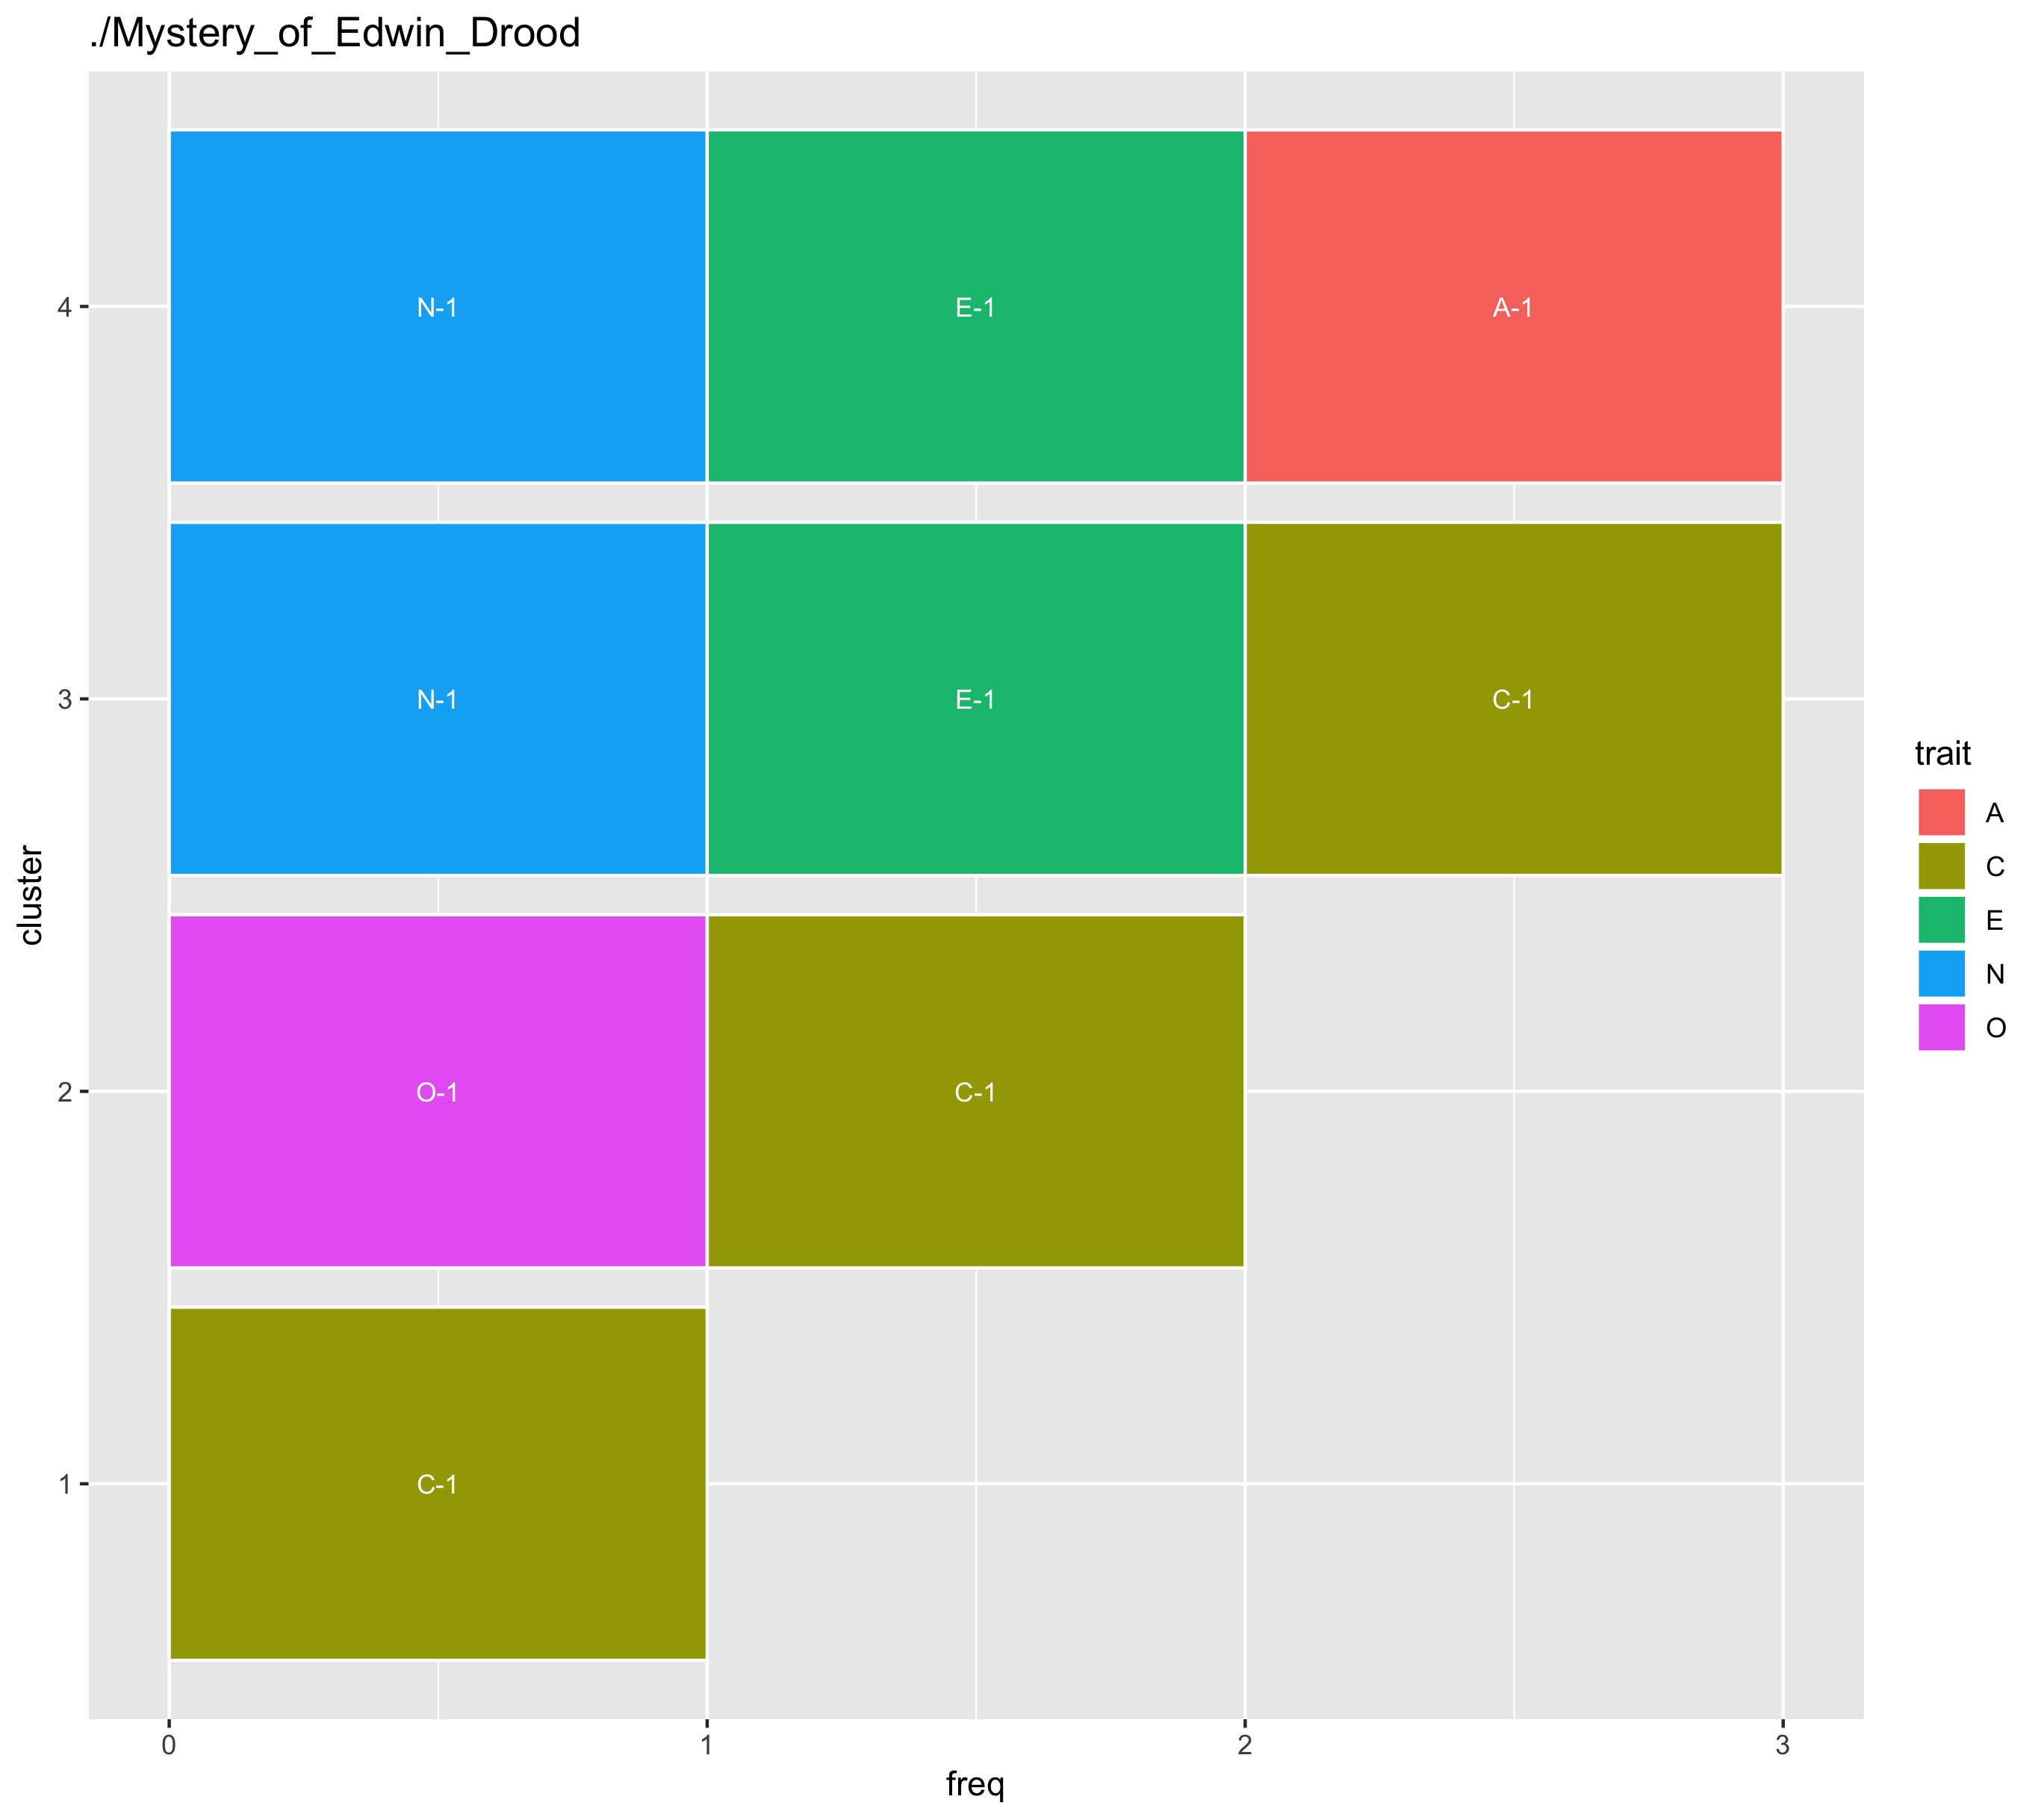 ./Mystery_of_Edwin_Drood
cluster
4
N-1
E-1
A-1
3
N-1
E-1
C-1
2
O-1
C-1
1
C-1
0
1
2
3
freq
trait
A
C
E
N
O